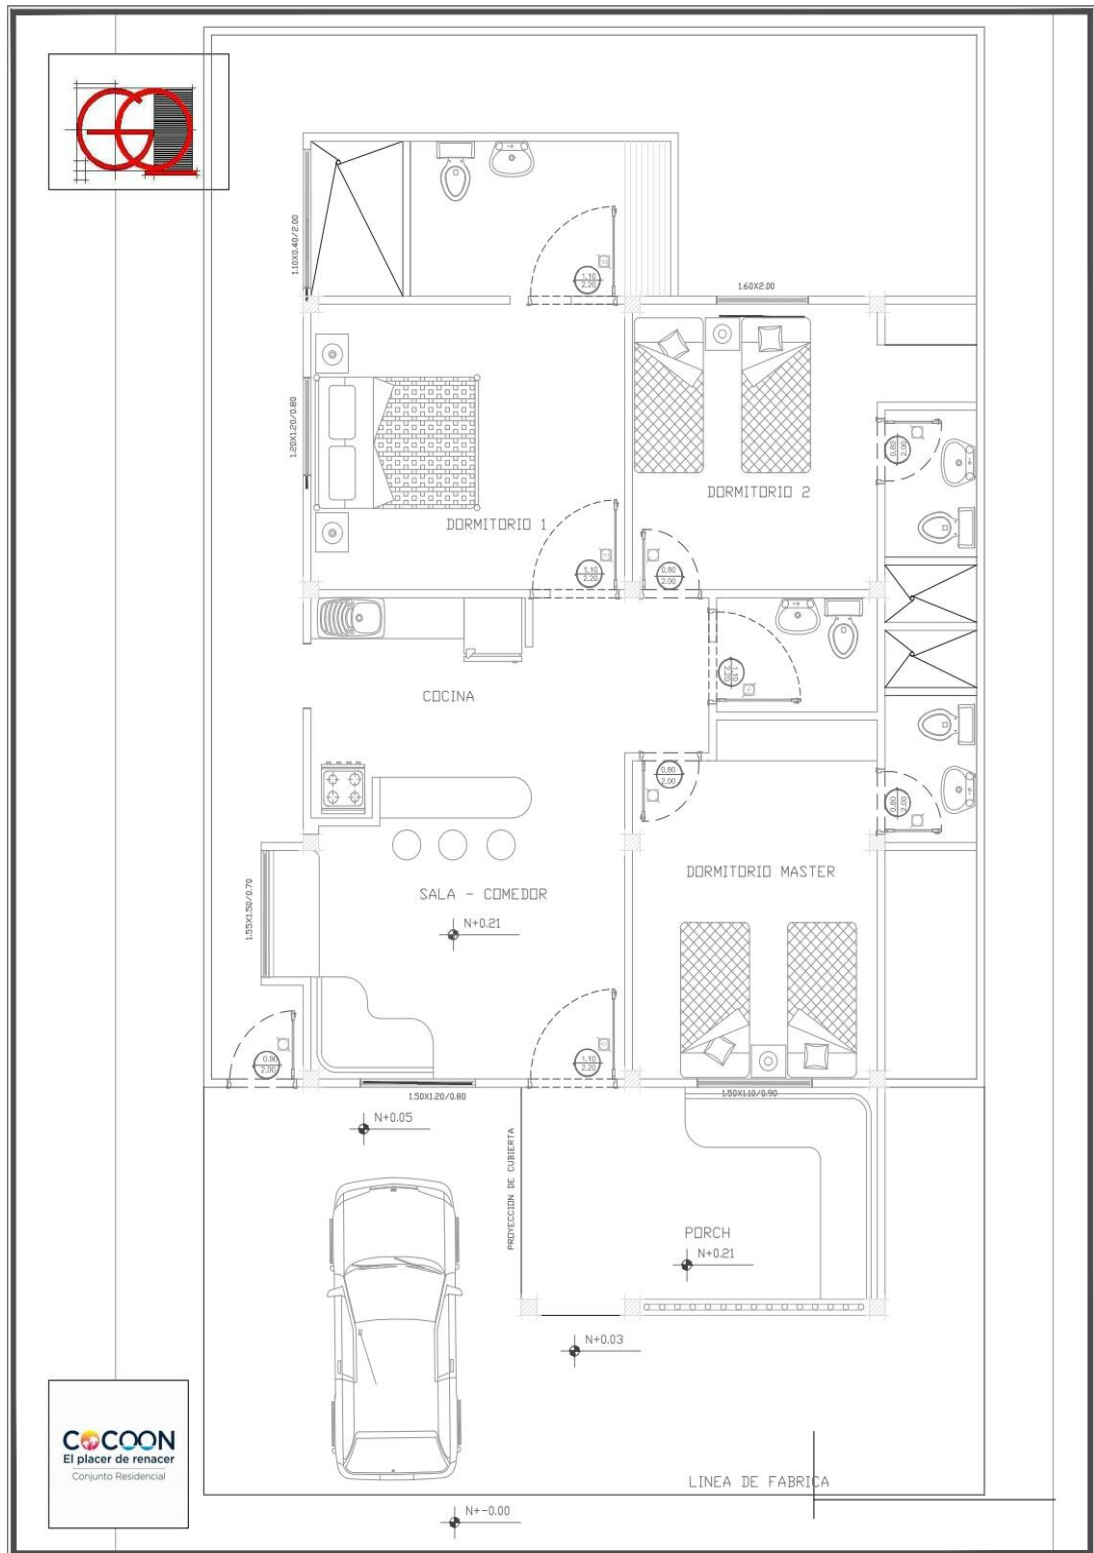 1.10X0.40/2.00
1.10
2.20
1.60X2.00
1.20X1.20/0.80
0.80
2.00
DORMITORIO 2
DORMITORIO 1
1.10
2.20
0.80
2.00
1.10
2.20
COCINA
0.80
2.00
0.80
2.00
DORMITORIO MASTER
SALA - COMEDOR
N+0.21
1.55X1.50/0.70
0.90
2.00
1.10
2.20
1.50X1.20/0.80
1.50X1.10/0.90
N+0.05
PROYECCION DE CUBIERTA
PORCH
N+0.21
N+0.03
COCOON
El placer de renacer
Conjunto Residencial
LINEA DE FABRICA
N+-0.00